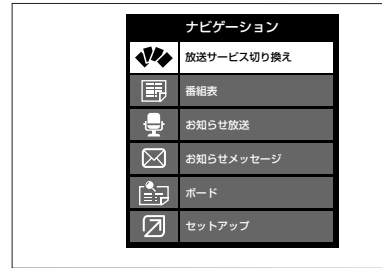 ナビゲーション
放送サービス切り換え
番組表
お知らせ放送
お知らせメッセージ
ボード
セットアップ